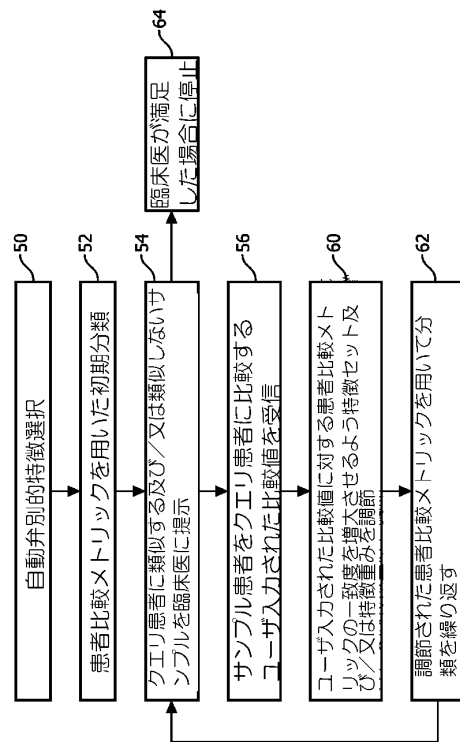 50
自動弁別的特徴選択
52
患者比較メトリックを用いた初期分類
54
クエリ患者に類似する及び/又は類似しないサ
ンプルを臨床医に提示
64
臨床医が満足
した場合に停止
56
サンプル患者をクエリ患者に比較する
ユーザ入力された比較値を受信
60
ユーザ入力された比較値に対する患者比較メト
リックの一致度を増大させるよう特徴セット及
び/又は特徴重みを調節
62
調節された患者比較メトリックを用いて分
類を繰り返す